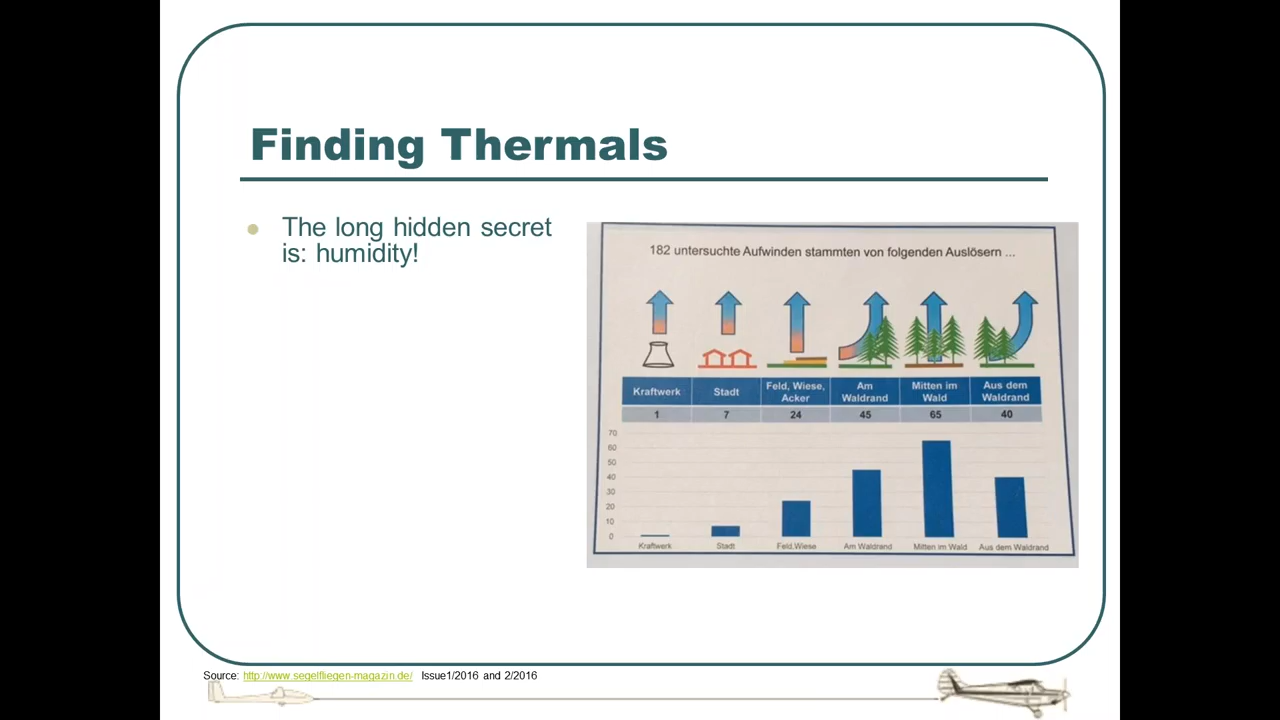 Finding Thermals
The long hidden secret
is: humidity!
182 untersuchte Aufwinden stammten von folgenden Auslösern ...
Kraftwerk Stadt Feld, Wiese, Acker Am Waldrand Mitten im Wald Aus dem Waldrand
1 7 24 45 65 40
70
60
50
40
30
20
10
0
Kraftwerk Stadt Feld.Wiese Am Waldrand Mitten im Wald Aus dem Waldrand
Source: http://www.segelfliegen-magazin.de/ Issue1/2016 and 2/2016